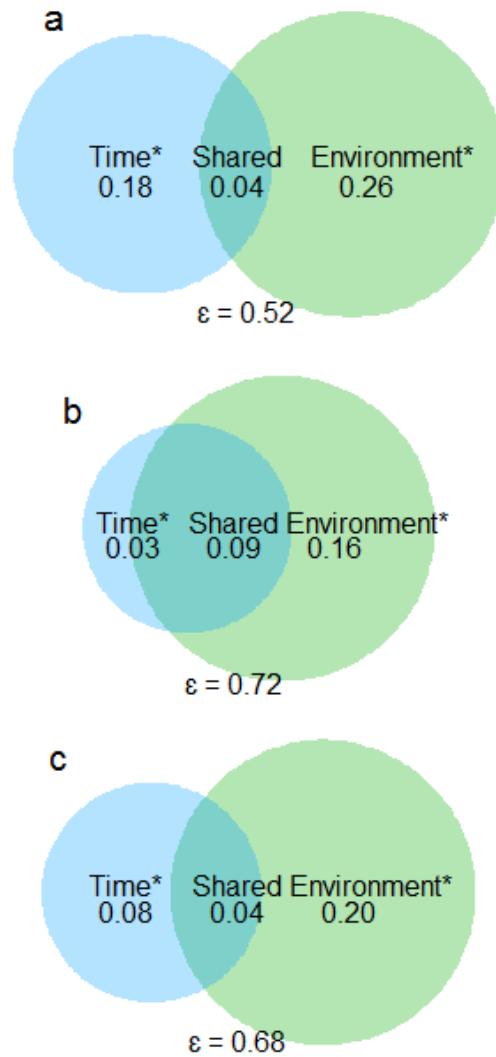 a
Time* Shared Environment*
0.18 0.04 0.26
ε = 0.52
b
Time* Shared Environment*
0.03 0.09 0.16
ε = 0.72
c
Time* Shared Environment*
0.08 0.04 0.20
ε = 0.68